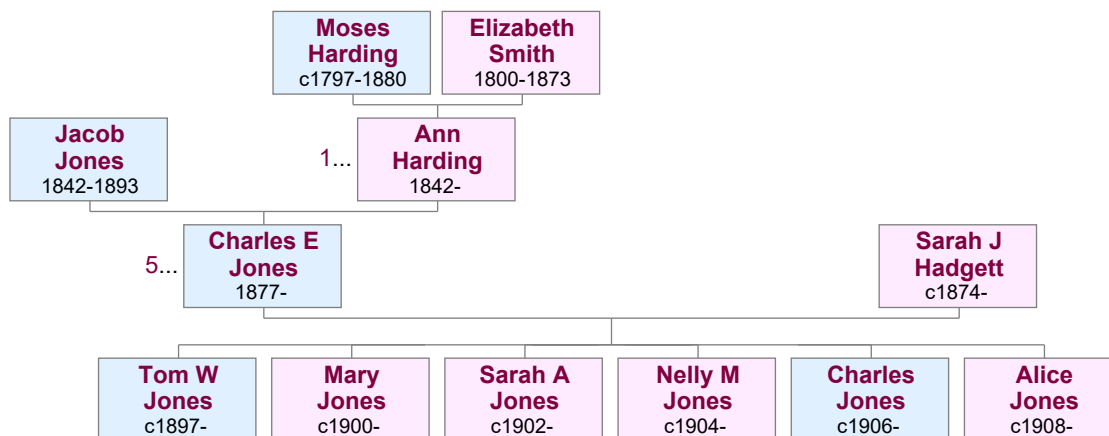 Moses
Harding
c1797-1880
Elizabeth
Smith
1800-1873
Jacob
Jones
1842-1893
1...
Ann
Harding
1842-
5...
Charles E
Jones
1877-
Sarah J
Hadgett
c1874-
Tom W
Jones
c1897-
Mary
Jones
c1900-
Sarah A
Jones
c1902-
Nelly M
Jones
c1904-
Charles
Jones
c1906-
Alice
Jones
c1908-